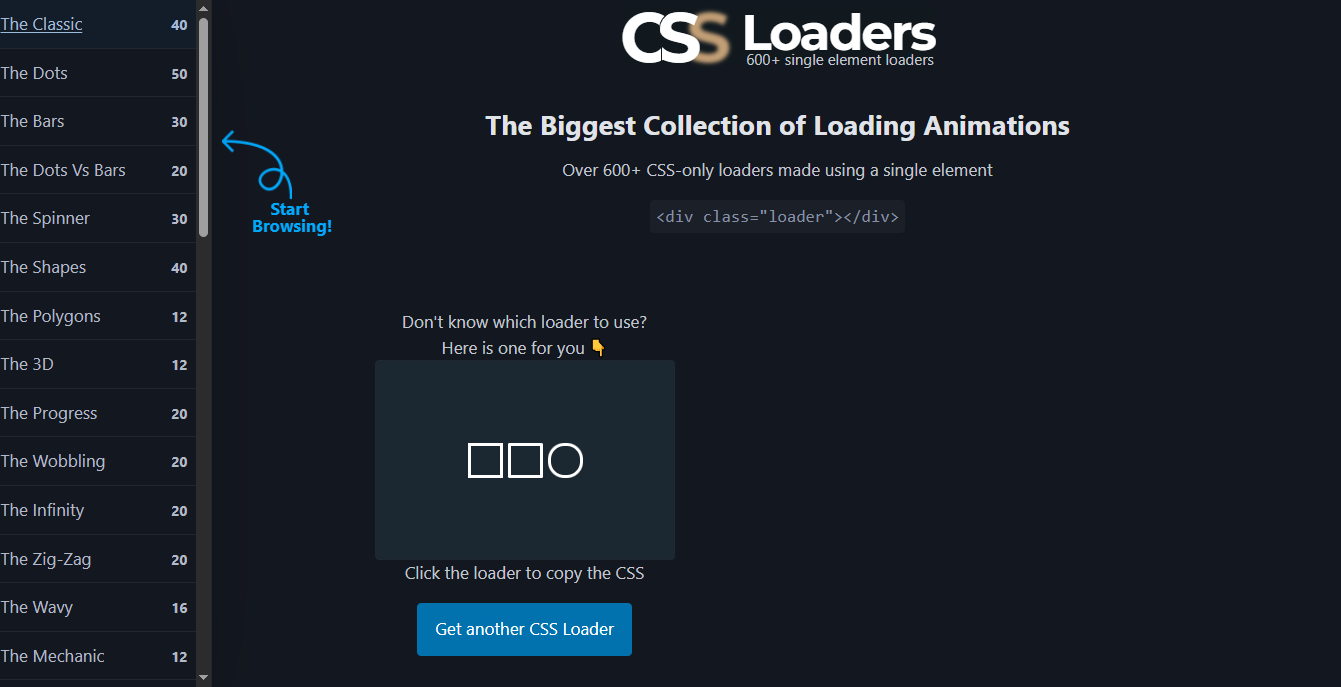 The Classic 40
The Dots 50
The Bars 30
The Dots Vs Bars 20
The Spinner 30
The Shapes 40
The Polygons 12
The 3D 12
The Progress 20
The Wobbling 20
The Infinity 20
The Zig-Zag 20
The Wavy 16
The Mechanic 12
Start
Browsing!
CSS Loaders
600+ single element loaders
The Biggest Collection of Loading Animations
Over 600+ CSS-only loaders made using a single element
<div class="loader"></div>
Don't know which loader to use?
Here is one for you 👇
Click the loader to copy the CSS
Get another CSS Loader